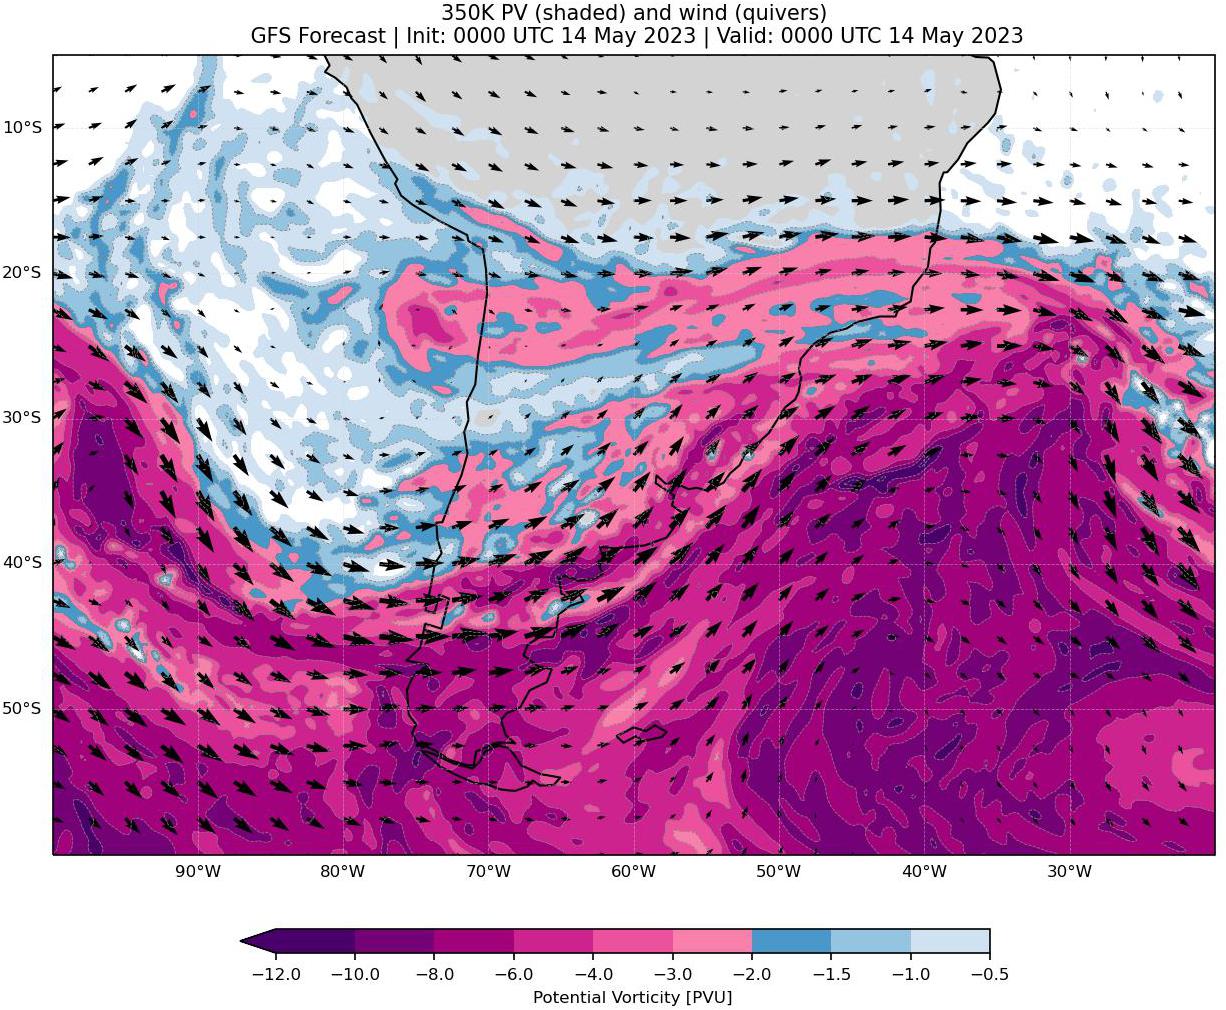 350K PV (shaded) and wind (quivers)
GFS Forecast | Init: 0000 UTC 14 May 2023 | Valid: 0000 UTC 14 May 2023
10°S
20°S
30°S
40°S
50°S
90°W 80°W 70°W 60°W 50°W 40°W 30°W
−12.0 −10.0 −8.0 −6.0 −4.0 −3.0 −2.0 −1.5 −1.0 −0.5
Potential Vorticity [PVU]